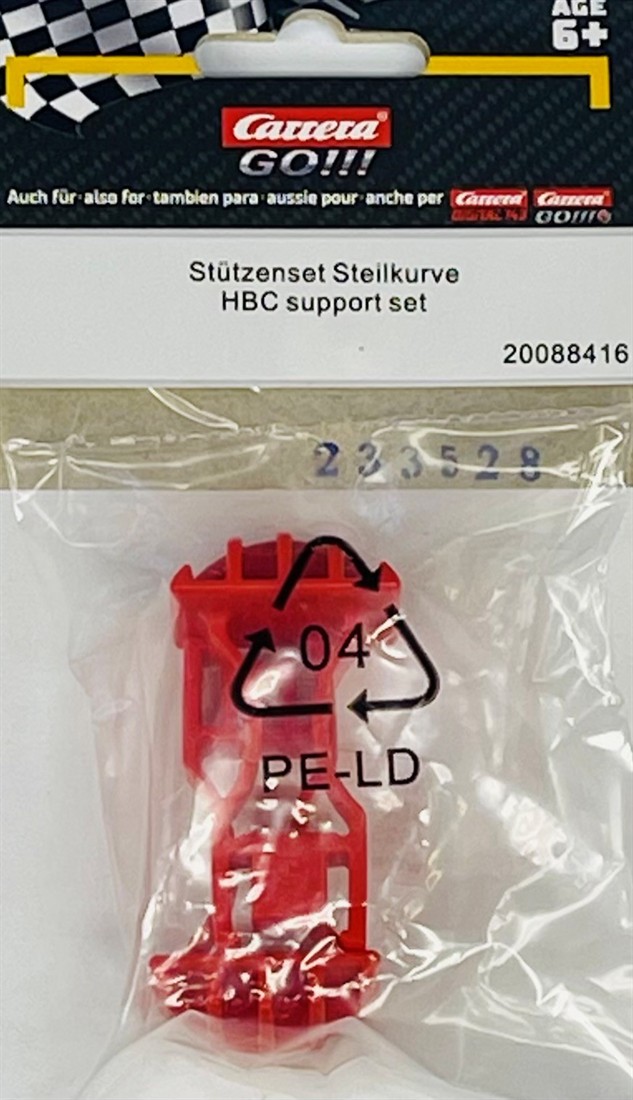 AGE
6+
Carrera®
GO!!!
Auch für·also for·tambien para·aussie pour·anche per
Carrera DIGITAL 143
Carrera GO!!!
Stützenset Steilkurve
HBC support set
20088416
233528
04
PE-LD